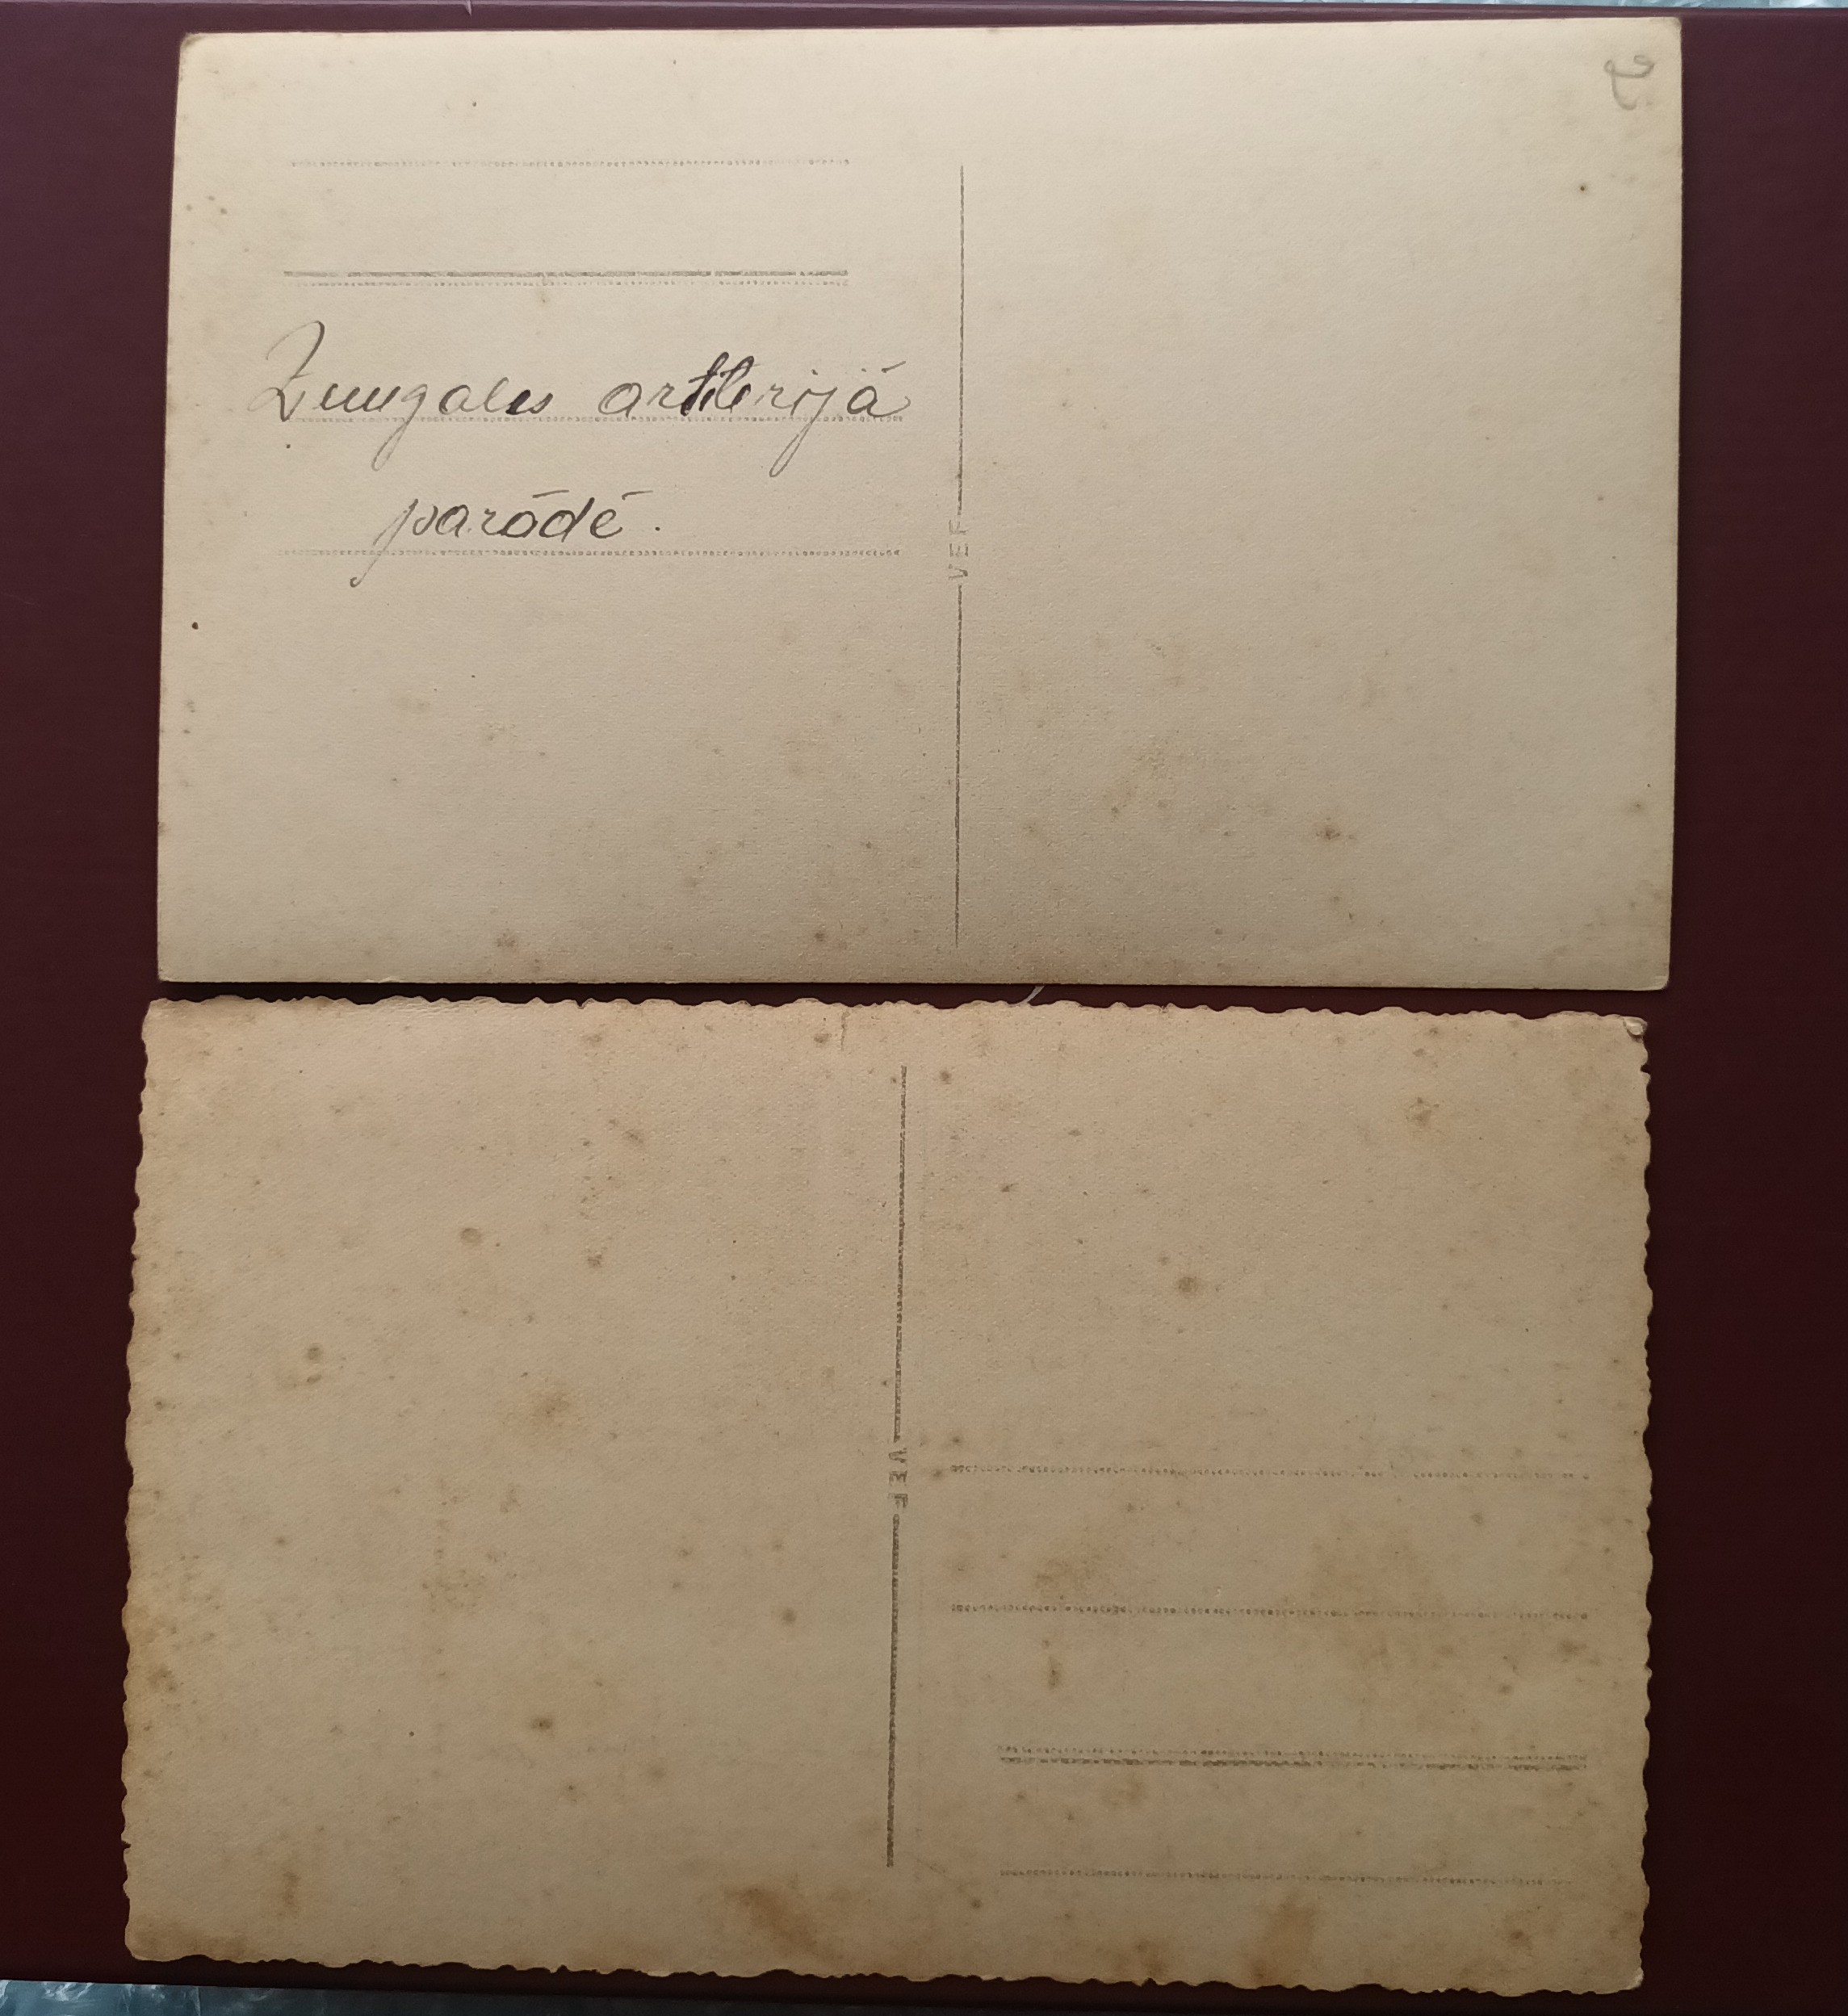 Zemgales artilerijā
parādē.
VEF
VEF